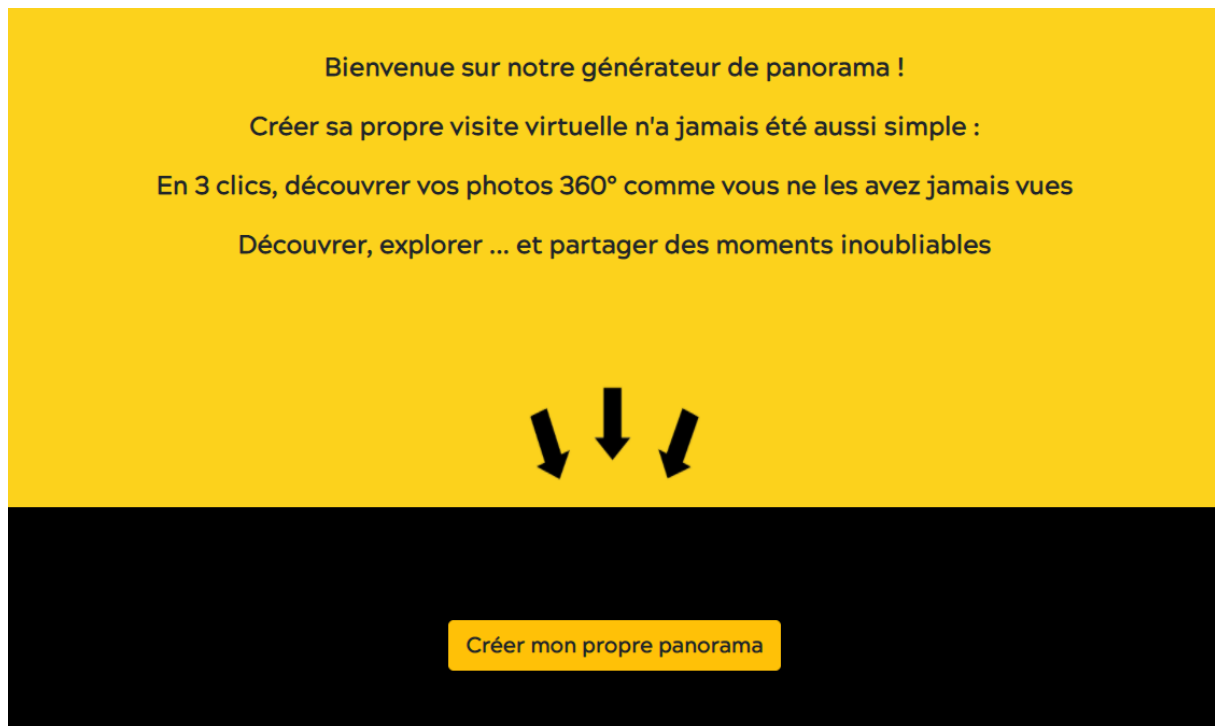 Bienvenue sur notre générateur de panorama !
Créer sa propre visite virtuelle n'a jamais été aussi simple :
En 3 clics, découvrer vos photos 360° comme vous ne les avez jamais vues
Découvrer, explorer ... et partager des moments inoubliables
Créer mon propre panorama